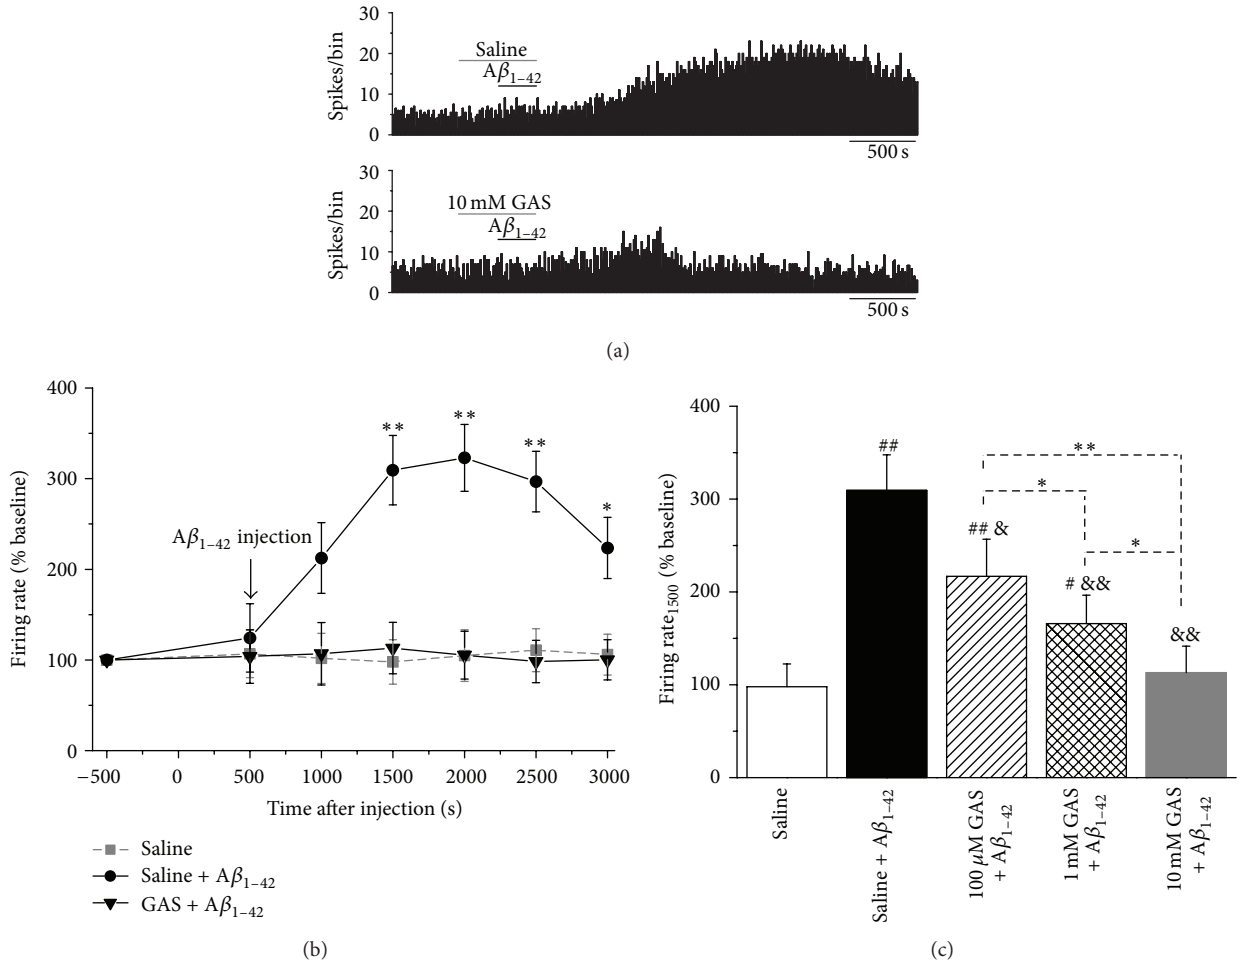 30
20
10
0
Spikes/bin
Saline
Aβ1–42
500 s
30
20
10
0
Spikes/bin
10 mM GAS
Aβ1–42
500 s
(a)
400
300
200
100
0
Firing rate (% baseline)
Aβ1–42 injection
**
**
**
*
−500
0
500
1000
1500
2000
2500
3000
Time after injection (s)
Saline
Saline + Aβ1–42
GAS + Aβ1–42
(b)
400
300
200
100
0
Firing rate1500 (% baseline)
##
## &
# &&
&&
**
*
*
Saline
Saline + Aβ1–42
100 μM GAS
+ Aβ1–42
1 mM GAS
+ Aβ1–42
10 mM GAS
+ Aβ1–42
(c)